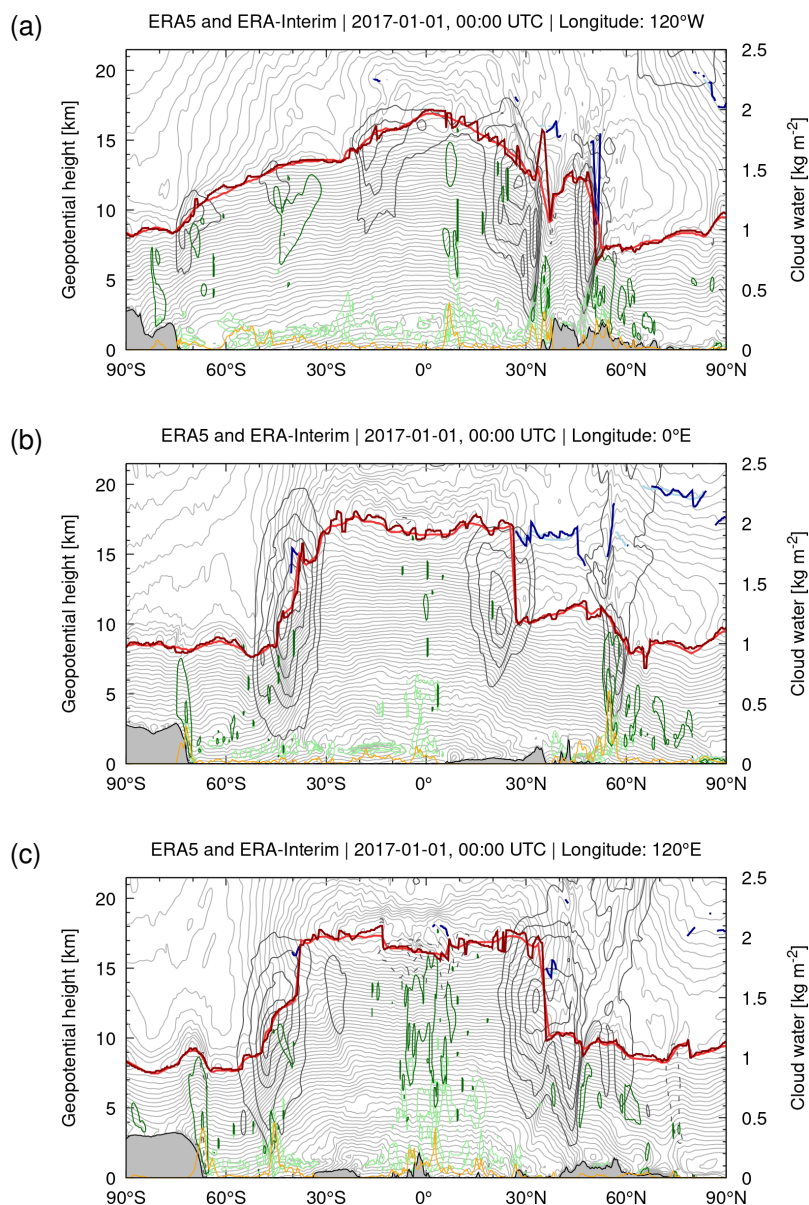 (a)
ERA5 and ERA-Interim | 2017-01-01, 00:00 UTC | Longitude: 120°W
Geopotential height [km]
20
15
10
5
0
2.5
2
1.5
1
0.5
0
Cloud water [kg m-2]
90°S 60°S 30°S 0° 30°N 60°N 90°N
(b)
ERA5 and ERA-Interim | 2017-01-01, 00:00 UTC | Longitude: 0°E
Geopotential height [km]
20
15
10
5
0
2.5
2
1.5
1
0.5
0
Cloud water [kg m-2]
90°S 60°S 30°S 0° 30°N 60°N 90°N
(c)
ERA5 and ERA-Interim | 2017-01-01, 00:00 UTC | Longitude: 120°E
Geopotential height [km]
20
15
10
5
0
2.5
2
1.5
1
0.5
0
Cloud water [kg m-2]
90°S 60°S 30°S 0° 30°N 60°N 90°N